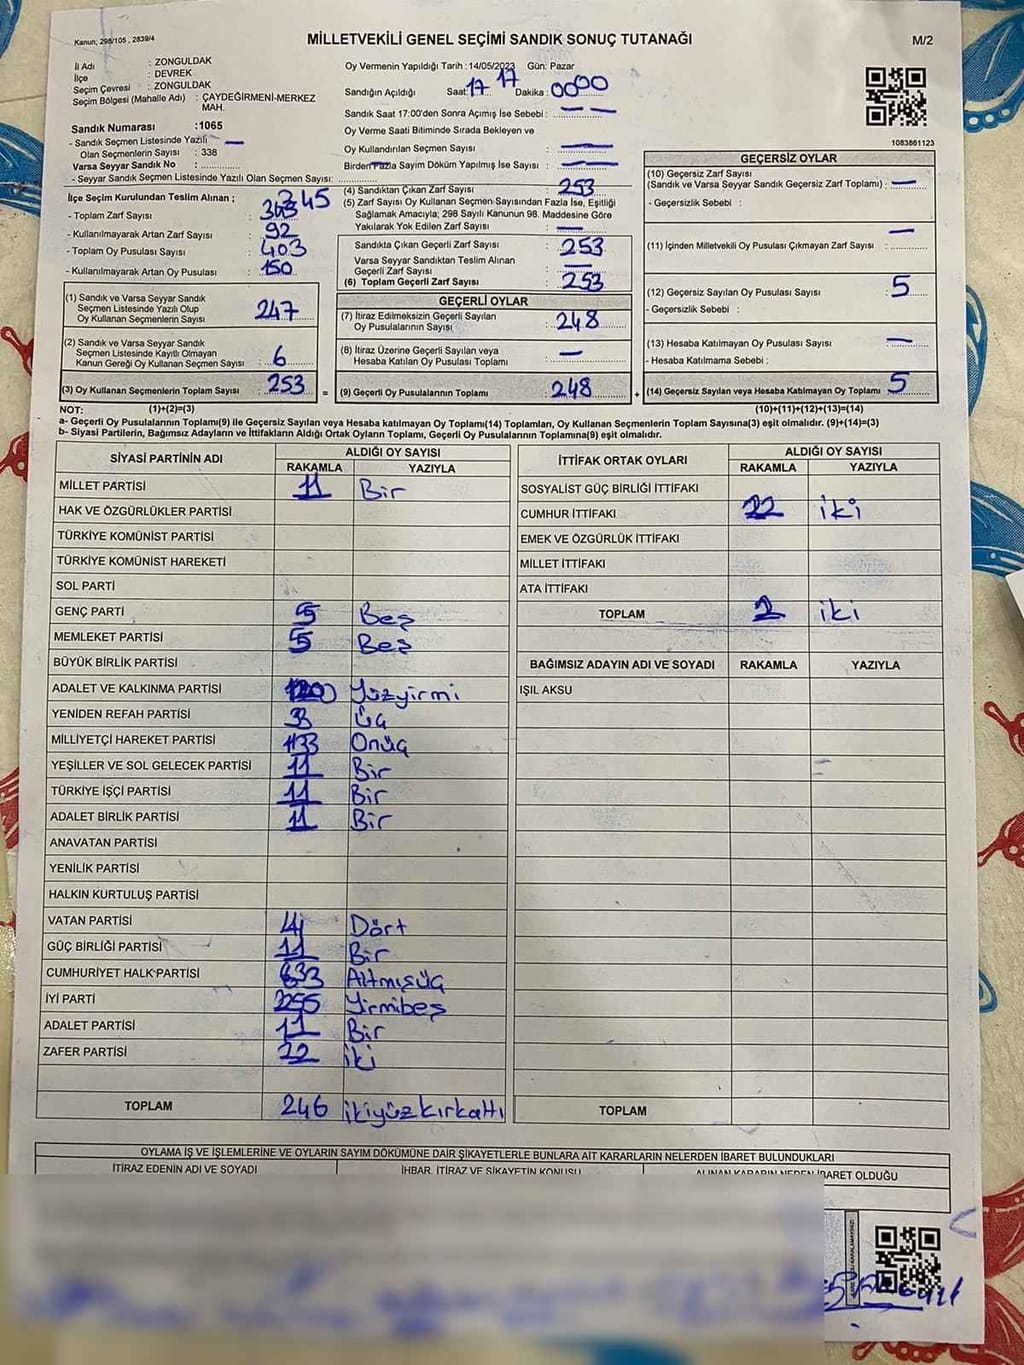 Kanun; 298/105 , 2839/4
MİLLETVEKİLİ GENEL SEÇİMİ SANDIK SONUÇ TUTANAĞI
M/2
İl Adı : ZONGULDAK
İlçe : DEVREK
Seçim Çevresi : ZONGULDAK
Seçim Bölgesi (Mahalle Adı) : ÇAYDEĞİRMENİ-MERKEZ MAH.
Sandık Numarası :1065
- Sandık Seçmen Listesinde Yazılı
Olan Seçmenlerin Sayısı : 338
Varsa Seyyar Sandık No :
- Seyyar Sandık Seçmen Listesinde Yazılı Olan Seçmen Sayısı:
Oy Vermenin Yapıldığı Tarih :14/05/2023 Gün: Pazar
Sandığın Açıldığı Saat: 17 17 Dakika : 00 00
Sandık Saat 17:00'den Sonra Açımış İse Sebebi :
Oy Verme Saati Bitiminde Sırada Bekleyen ve
Oy Kullandırılan Seçmen Sayısı :
Birden Fazla Sayım Döküm Yapılmış İse Sayısı :
1083861123
İlçe Seçim Kurulundan Teslim Alınan ;
- Toplam Zarf Sayısı : 345
- Kullanılmayarak Artan Zarf Sayısı : 92
- Toplam Oy Pusulası Sayısı : 403
- Kullanılmayarak Artan Oy Pusulası : 150
(4) Sandıktan Çıkan Zarf Sayısı : 253
(5) Zarf Sayısı Oy Kullanan Seçmen Sayısından Fazla İse, Eşitliği
Sağlamak Amacıyla; 298 Sayılı Kanunun 98. Maddesine Göre
Yakılarak Yok Edilen Zarf Sayısı :
Sandıkta Çıkan Geçerli Zarf Sayısı : 253
Varsa Seyyar Sandıktan Teslim Alınan
Geçerli Zarf Sayısı :
(6) Toplam Geçerli Zarf Sayısı : 253
GEÇERSİZ OYLAR
(10) Geçersiz Zarf Sayısı
(Sandık ve Varsa Seyyar Sandık Geçersiz Zarf Toplamı) :
- Geçersizlik Sebebi :
(11) İçinden Milletvekili Oy Pusulası Çıkmayan Zarf Sayısı :
(12) Geçersiz Sayılan Oy Pusulası Sayısı : 5
- Geçersizlik Sebebi :
(13) Hesaba Katılmayan Oy Pusulası Sayısı :
- Hesaba Katılmama Sebebi :
(14) Geçersiz Sayılan veya Hesaba Katılmayan Oy Toplamı : 5
(1) Sandık ve Varsa Seyyar Sandık
Seçmen Listesinde Yazılı Olup
Oy Kullanan Seçmenlerin Sayısı : 247
(2) Sandık ve Varsa Seyyar Sandık
Seçmen Listesinde Kayıtlı Olmayan
Kanun Gereği Oy Kullanan Seçmen Sayısı : 6
(3) Oy Kullanan Seçmenlerin Toplam Sayısı : 253 =
GEÇERLİ OYLAR
(7) İtiraz Edilmeksizin Geçerli Sayılan
Oy Pusulalarının Sayısı : 248
(8) İtiraz Üzerine Geçerli Sayılan veya
Hesaba Katılan Oy Pusulası Toplamı :
(9) Geçerli Oy Pusulalarının Toplamı : 248 +
NOT: (1)+(2)=(3)
(10)+(11)+(12)+(13)=(14)
a- Geçerli Oy Pusulalarının Toplamı(9) ile Geçersiz Sayılan veya Hesaba katılmayan Oy Toplamı(14) Toplamları, Oy Kullanan Seçmenlerin Toplam Sayısına(3) eşit olmalıdır. (9)+(14)=(3)
b- Siyasi Partilerin, Bağımsız Adayların ve İttifakların Aldığı Ortak Oyların Toplamı, Geçerli Oy Pusulalarının Toplamına(9) eşit olmalıdır.
SİYASİ PARTİNİN ADI ALDIĞI OY SAYISI
RAKAMLA YAZIYLA
MİLLET PARTİSİ 11 Bir
HAK VE ÖZGÜRLÜKLER PARTİSİ
TÜRKİYE KOMÜNİST PARTİSİ
TÜRKİYE KOMÜNİST HAREKETİ
SOL PARTİ
GENÇ PARTİ 5 Beş
MEMLEKET PARTİSİ 5 Beş
BÜYÜK BİRLİK PARTİSİ
ADALET VE KALKINMA PARTİSİ Yüzyirmi
YENİDEN REFAH PARTİSİ 33 Üç
MİLLİYETÇİ HAREKET PARTİSİ 1133 Onüç
YEŞİLLER VE SOL GELECEK PARTİSİ 11 Bir
TÜRKİYE İŞÇİ PARTİSİ 11 Bir
ADALET BİRLİK PARTİSİ 11 Bir
ANAVATAN PARTİSİ
YENİLİK PARTİSİ
HALKIN KURTULUŞ PARTİSİ
VATAN PARTİSİ 4 Dört
GÜÇ BİRLİĞİ PARTİSİ 11 Bir
CUMHURİYET HALK PARTİSİ 633 Altmışüç
İYİ PARTİ 2255 Yirmibeş
ADALET PARTİSİ 11 Bir
ZAFER PARTİSİ 22 iki
TOPLAM 246 ikiyüzkırkaltı
İTTİFAK ORTAK OYLARI ALDIĞI OY SAYISI
RAKAMLA YAZIYLA
SOSYALİST GÜÇ BİRLİĞİ İTTİFAKI
CUMHUR İTTİFAKI 22 iki
EMEK VE ÖZGÜRLÜK İTTİFAKI
MİLLET İTTİFAKI
ATA İTTİFAKI
TOPLAM 2 iki
BAĞIMSIZ ADAYIN ADI VE SOYADI RAKAMLA YAZIYLA
IŞIL AKSU
TOPLAM
OYLAMA İŞ VE İŞLEMLERİNE VE OYLARIN SAYIM DÖKÜMÜNE DAİR ŞİKAYETLERLE BUNLARA AİT KARARLARIN NELERDEN İBARET BULUNDUKLARI
İTİRAZ EDENİN ADI VE SOYADI
İHBAR, İTİRAZ VE ŞİKAYETİN KONUSU
ALINAN KARARIN NEDEN İBARET OLDUĞU